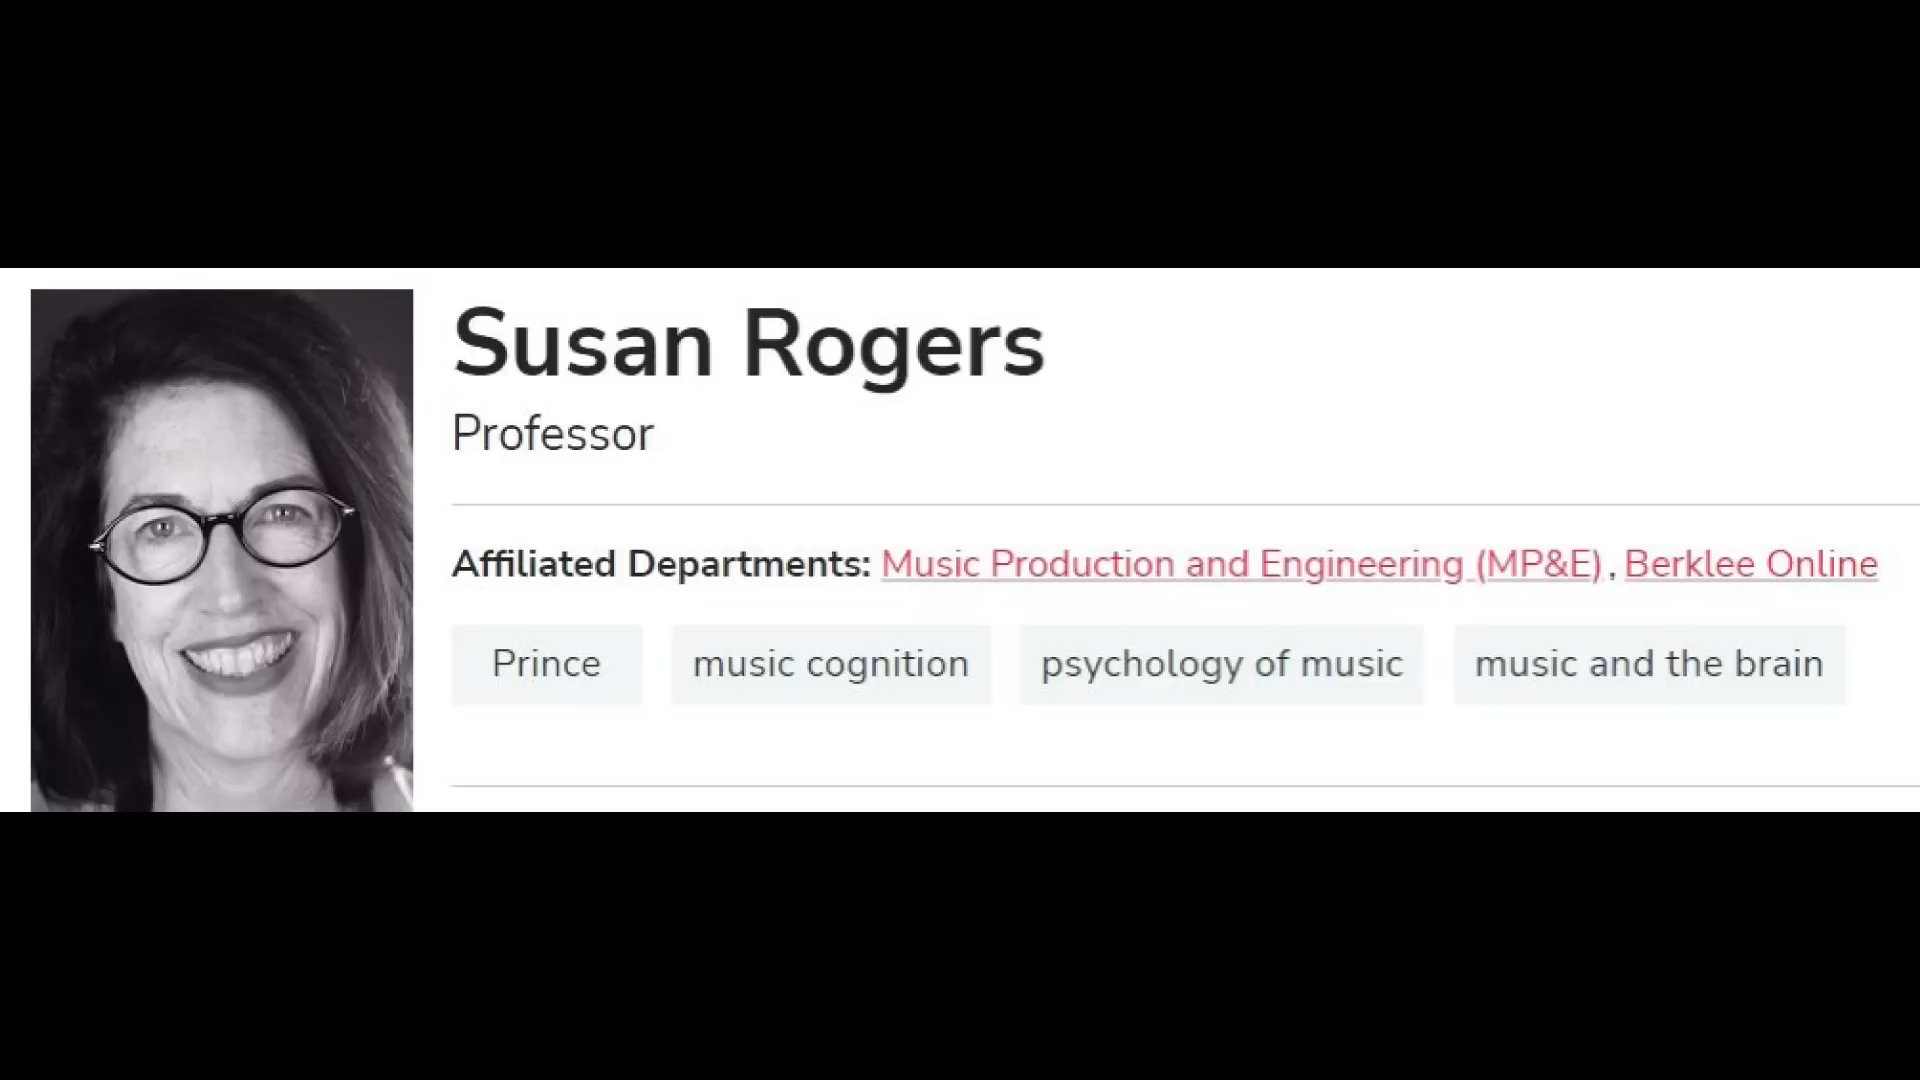 Susan Rogers
Professor
Affiliated Departments: Music Production and Engineering (MP&E), Berklee Online
Prince music cognition psychology of music music and the brain